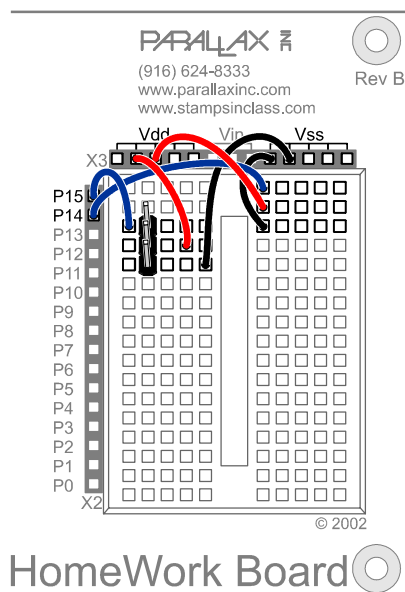 PARALLAX INC
(916) 624-8333
Rev B
www.parallaxinc.com
www.stampsinclass.com
Vdd Vin Vss
X3
P15
P14
P13
P12
P11
P10
P9
P8
P7
P6
P5
P4
P3
P2
P1
P0
X2
© 2002
HomeWork Board